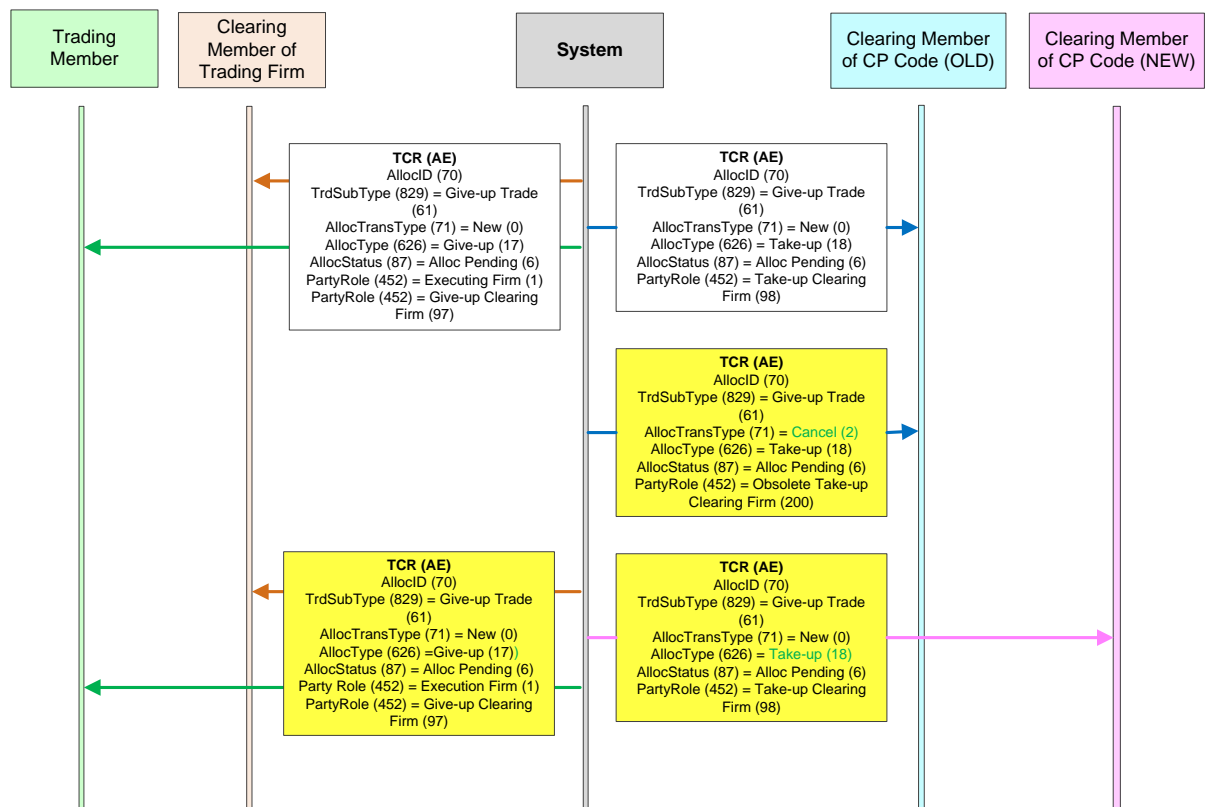 Trading
Member
Clearing
Member of
Trading Firm
System
Clearing Member
of CP Code (OLD)
Clearing Member
of CP Code (NEW)
TCR (AE)
AllocID (70)
TrdSubType (829) = Give-up Trade
(61)
AllocTransType (71) = New (0)
AllocType (626) = Give-up (17)
AllocStatus (87) = Alloc Pending (6)
PartyRole (452) = Executing Firm (1)
PartyRole (452) = Give-up Clearing
Firm (97)
TCR (AE)
AllocID (70)
TrdSubType (829) = Give-up Trade
(61)
AllocTransType (71) = New (0)
AllocType (626) = Take-up (18)
AllocStatus (87) = Alloc Pending (6)
PartyRole (452) = Take-up Clearing
Firm (98)
TCR (AE)
AllocID (70)
TrdSubType (829) = Give-up Trade
(61)
AllocTransType (71) = Cancel (2)
AllocType (626) = Take-up (18)
AllocStatus (87) = Alloc Pending (6)
PartyRole (452) = Obsolete Take-up
Clearing Firm (200)
TCR (AE)
AllocID (70)
TrdSubType (829) = Give-up Trade
(61)
AllocTransType (71) = New (0)
AllocType (626) =Give-up (17))
AllocStatus (87) = Alloc Pending (6)
Party Role (452) = Execution Firm (1)
PartyRole (452) = Give-up Clearing
Firm (97)
TCR (AE)
AllocID (70)
TrdSubType (829) = Give-up Trade
(61)
AllocTransType (71) = New (0)
AllocType (626) = Take-up (18)
AllocStatus (87) = Alloc Pending (6)
PartyRole (452) = Take-up Clearing
Firm (98)